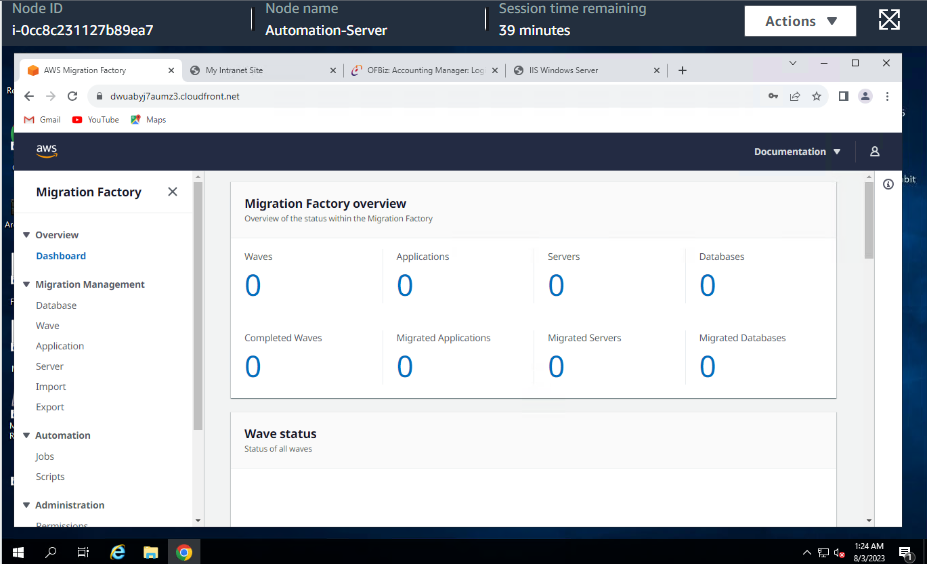 Node ID
i-0cc8c231127b89ea7
Node name
Automation-Server
Session time remaining
39 minutes
Actions
AWS Migration Factory
My Intranet Site
OFBiz: Accounting Manager: Log
IIS Windows Server
dwuabyj7aumz3.cloudfront.net
Gmail
YouTube
Maps
aws
Documentation
Migration Factory
Overview
Dashboard
Migration Management
Database
Wave
Application
Server
Import
Export
Automation
Jobs
Scripts
Administration
Permissions
Migration Factory overview
Overview of the status within the Migration Factory
Waves
Applications
Servers
Databases
0
0
0
0
Completed Waves
Migrated Applications
Migrated Servers
Migrated Databases
0
0
0
0
Wave status
Status of all waves
1:24 AM
8/3/2023
1